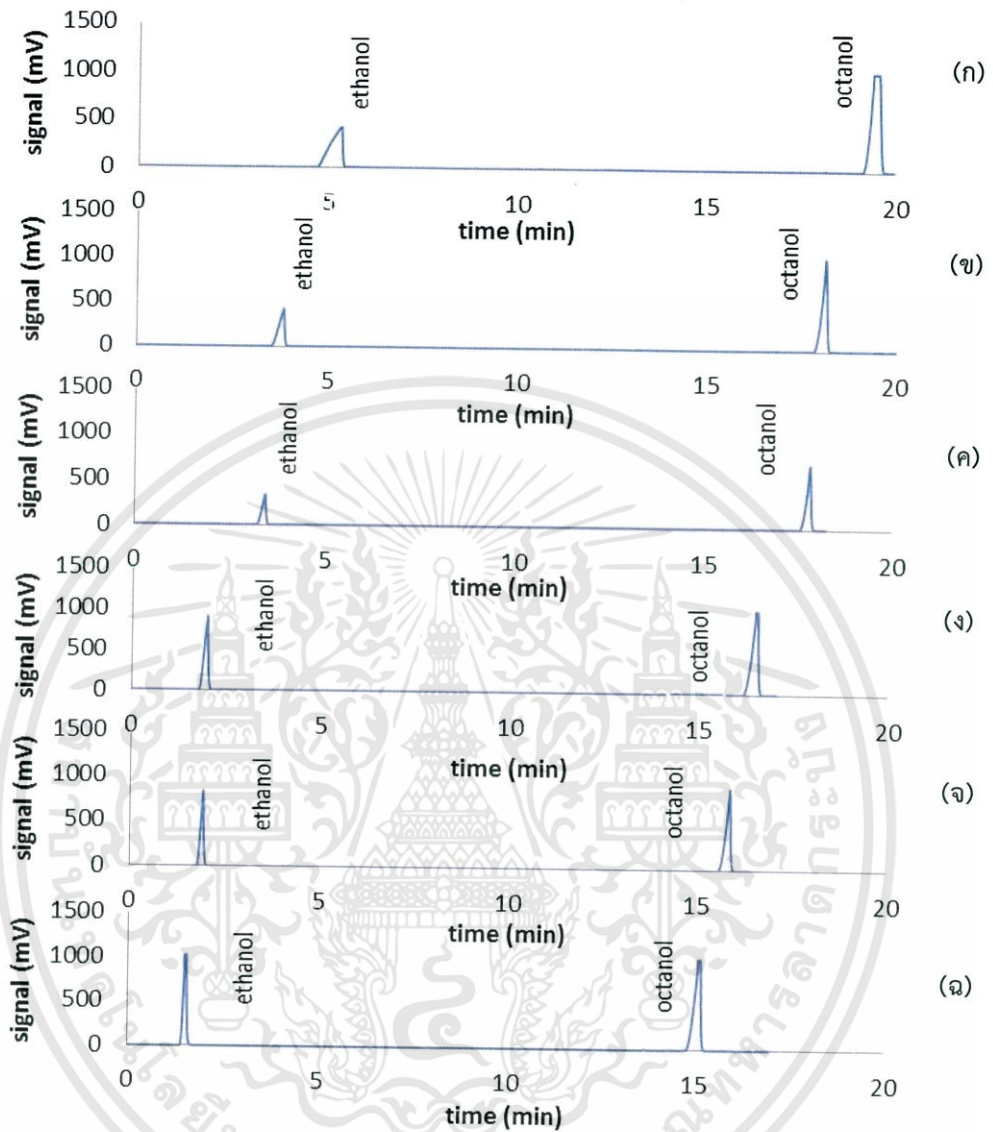 1500
1000
500
0
signal (mV)
ethanol
octanol
(ก)
0 5 10 15 20
time (min)
1500
1000
500
0
signal (mV)
ethanol
octanol
(ข)
0 5 10 15 20
time (min)
1500
1000
500
0
signal (mV)
ethanol
octanol
(ค)
0 5 10 15 20
time (min)
1500
1000
500
0
signal (mV)
ethanol
octanol
(ง)
0 5 10 15 20
time (min)
1500
1000
500
0
signal (mV)
ethanol
octanol
(จ)
0 5 10 15 20
time (min)
1500
1000
500
0
signal (mV)
ethanol
octanol
(ฉ)
0 5 10 15 20
time (min)